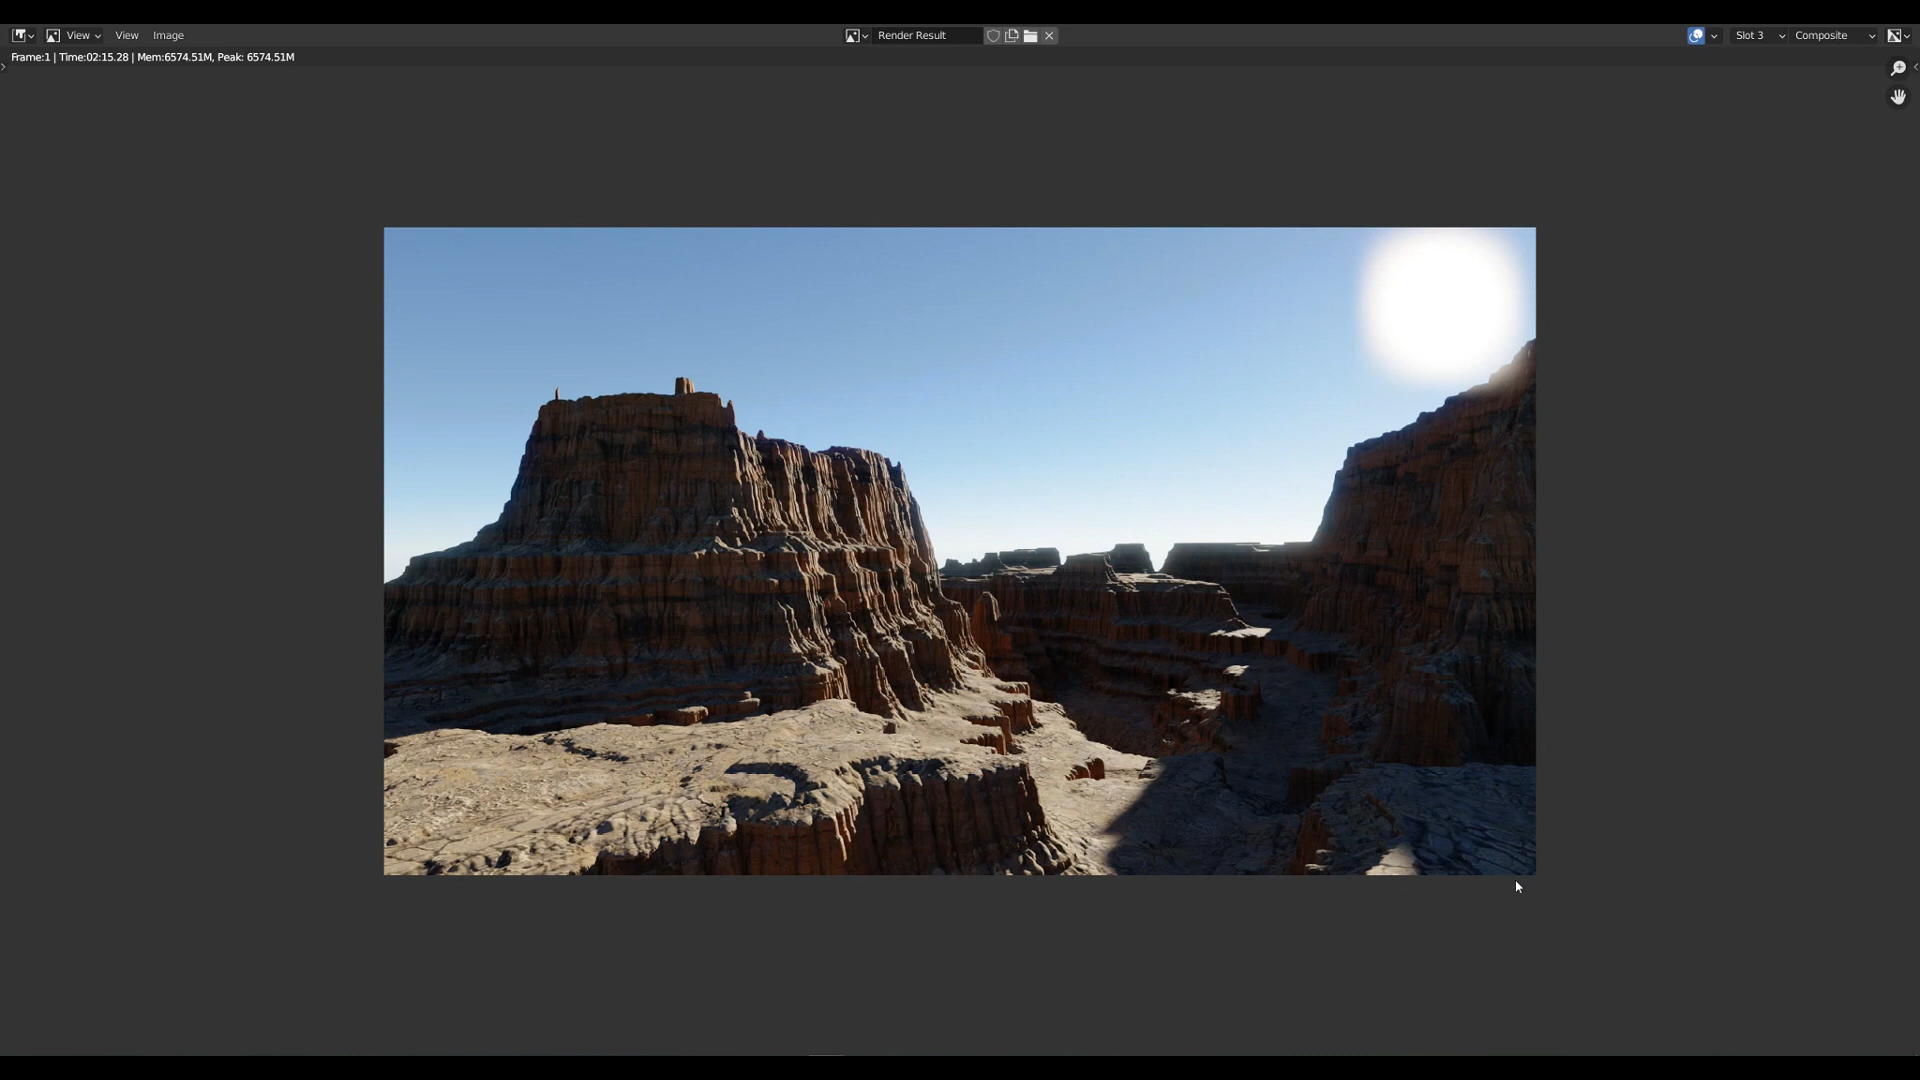 View View Image Render Result Slot 3 Composite
Frame:1 | Time:02:15.28 | Mem:6574.51M, Peak: 6574.51M